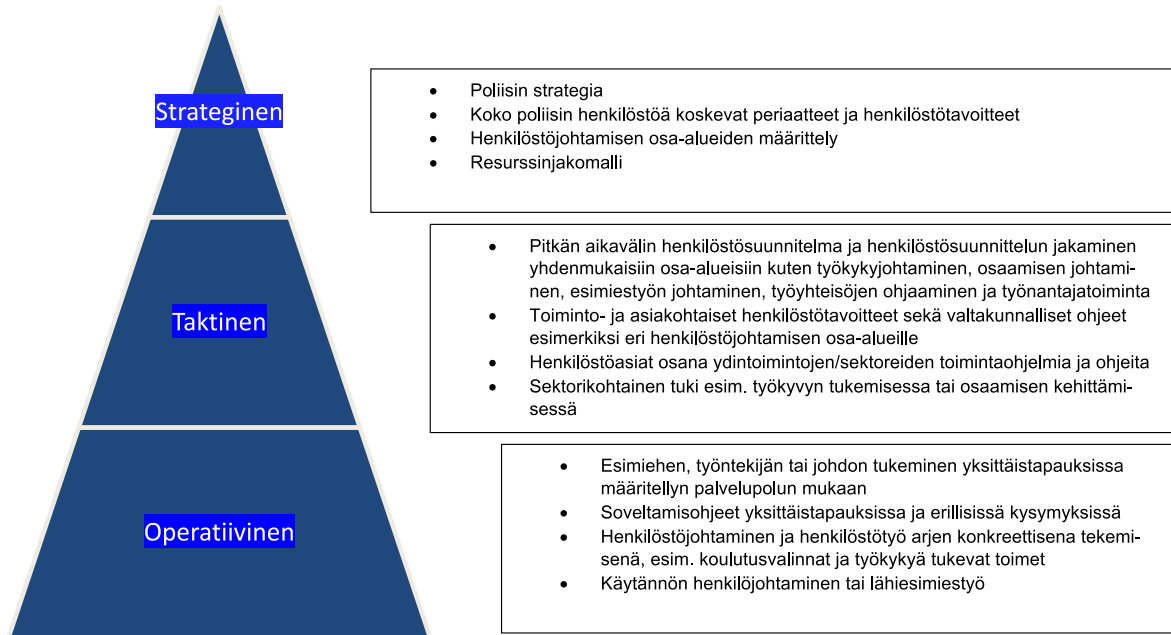 Strateginen
• Poliisin strategia
• Koko poliisin henkilöstöä koskevat periaatteet ja henkilöstötavoitteet
• Henkilöstöjohtamisen osa-alueiden määrittely
• Resurssinjakomalli
Taktinen
• Pitkän aikavälin henkilöstösuunnitelma ja henkilöstösuunnittelun jakaminen
yhdenmukaisiin osa-alueisiin kuten työkykyjohtaminen, osaamisen johtami-
nen, esimiestyön johtaminen, työyhteisöjen ohjaaminen ja työnantajatoiminta
• Toiminto- ja asiakohtaiset henkilöstötavoitteet sekä valtakunnalliset ohjeet
esimerkiksi eri henkilöstöjohtamisen osa-alueille
• Henkilöstöasiat osana ydintoimintojen/sektoreiden toimintaohjelmia ja ohjeita
• Sektorikohtainen tuki esim. työkyvyn tukemisessa tai osaamisen kehittämi-
sessä
Operatiivinen
• Esimiehen, työntekijän tai johdon tukeminen yksittäistapauksissa
määritellyn palvelupolun mukaan
• Soveltamisohjeet yksittäistapauksissa ja erillisissä kysymyksissä
• Henkilöstöjohtaminen ja henkilöstötyö arjen konkreettisena tekemi-
senä, esim. koulutusvalinnat ja työkykyä tukevat toimet
• Käytännön henkilöjohtaminen tai lähiesimiestyö